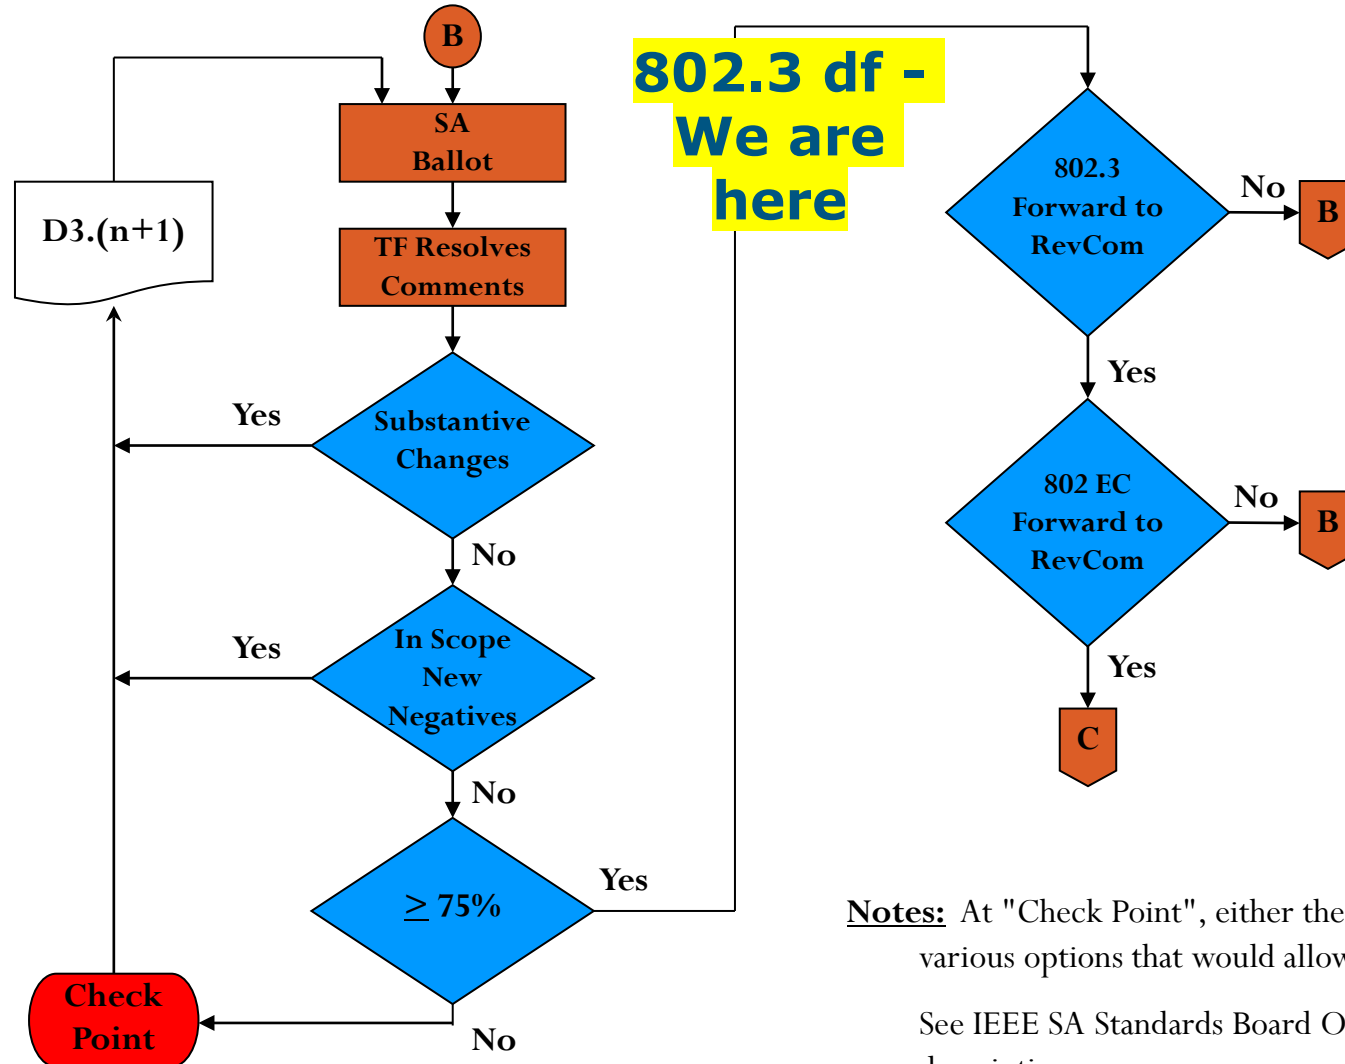 B
SA
Ballot
D3.(n+1)
TF Resolves
Comments
Yes
Substantive
Changes
No
Yes
In Scope
New
Negatives
No
≥ 75%
Yes
Check
Point
No
802.3 df -
We are
here
802.3
Forward to
RevCom
No
B
Yes
802 EC
Forward to
RevCom
No
B
Yes
C
Notes: At "Check Point", either the
various options that would allow
See IEEE SA Standards Board O